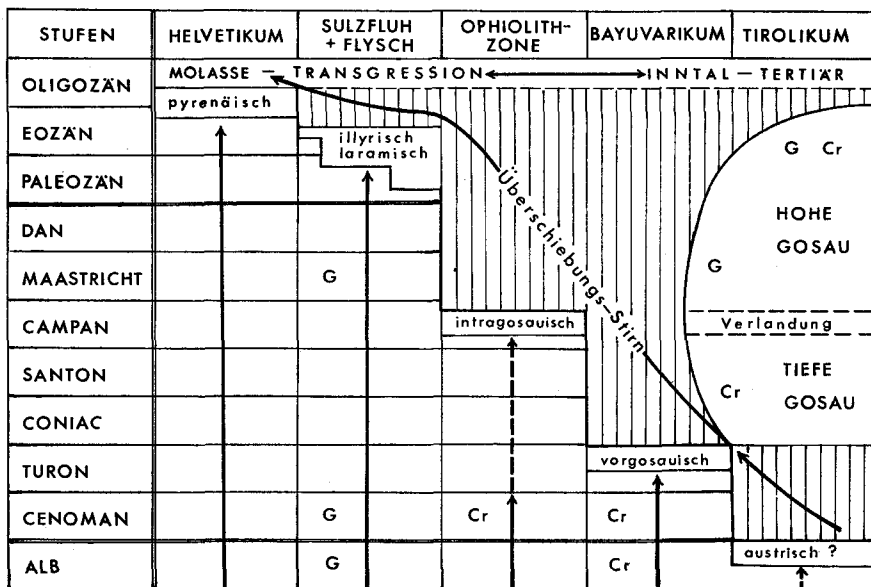 STUFEN HELVETIKUM SULZFLUH + FLYSCH OPHIOLITH- ZONE BAYUVARIKUM TIROLIKUM
OLIGOZÄN MOLASSE – TRANSGRESSION INNTAL – TERTIÄR
pyrenäisch
EOZÄN illyrisch G Cr
laramisch
PALEOZÄN
Überschiebungs-Stirn
HOHE
DAN GOSAU
MAASTRICHT G G
CAMPAN intragosauisch Verlandung
SANTON TIEFE
Cr GOSAU
CONIAC
TURON vorgosauisch
CENOMAN G Cr Cr
ALB G Cr austrisch ?